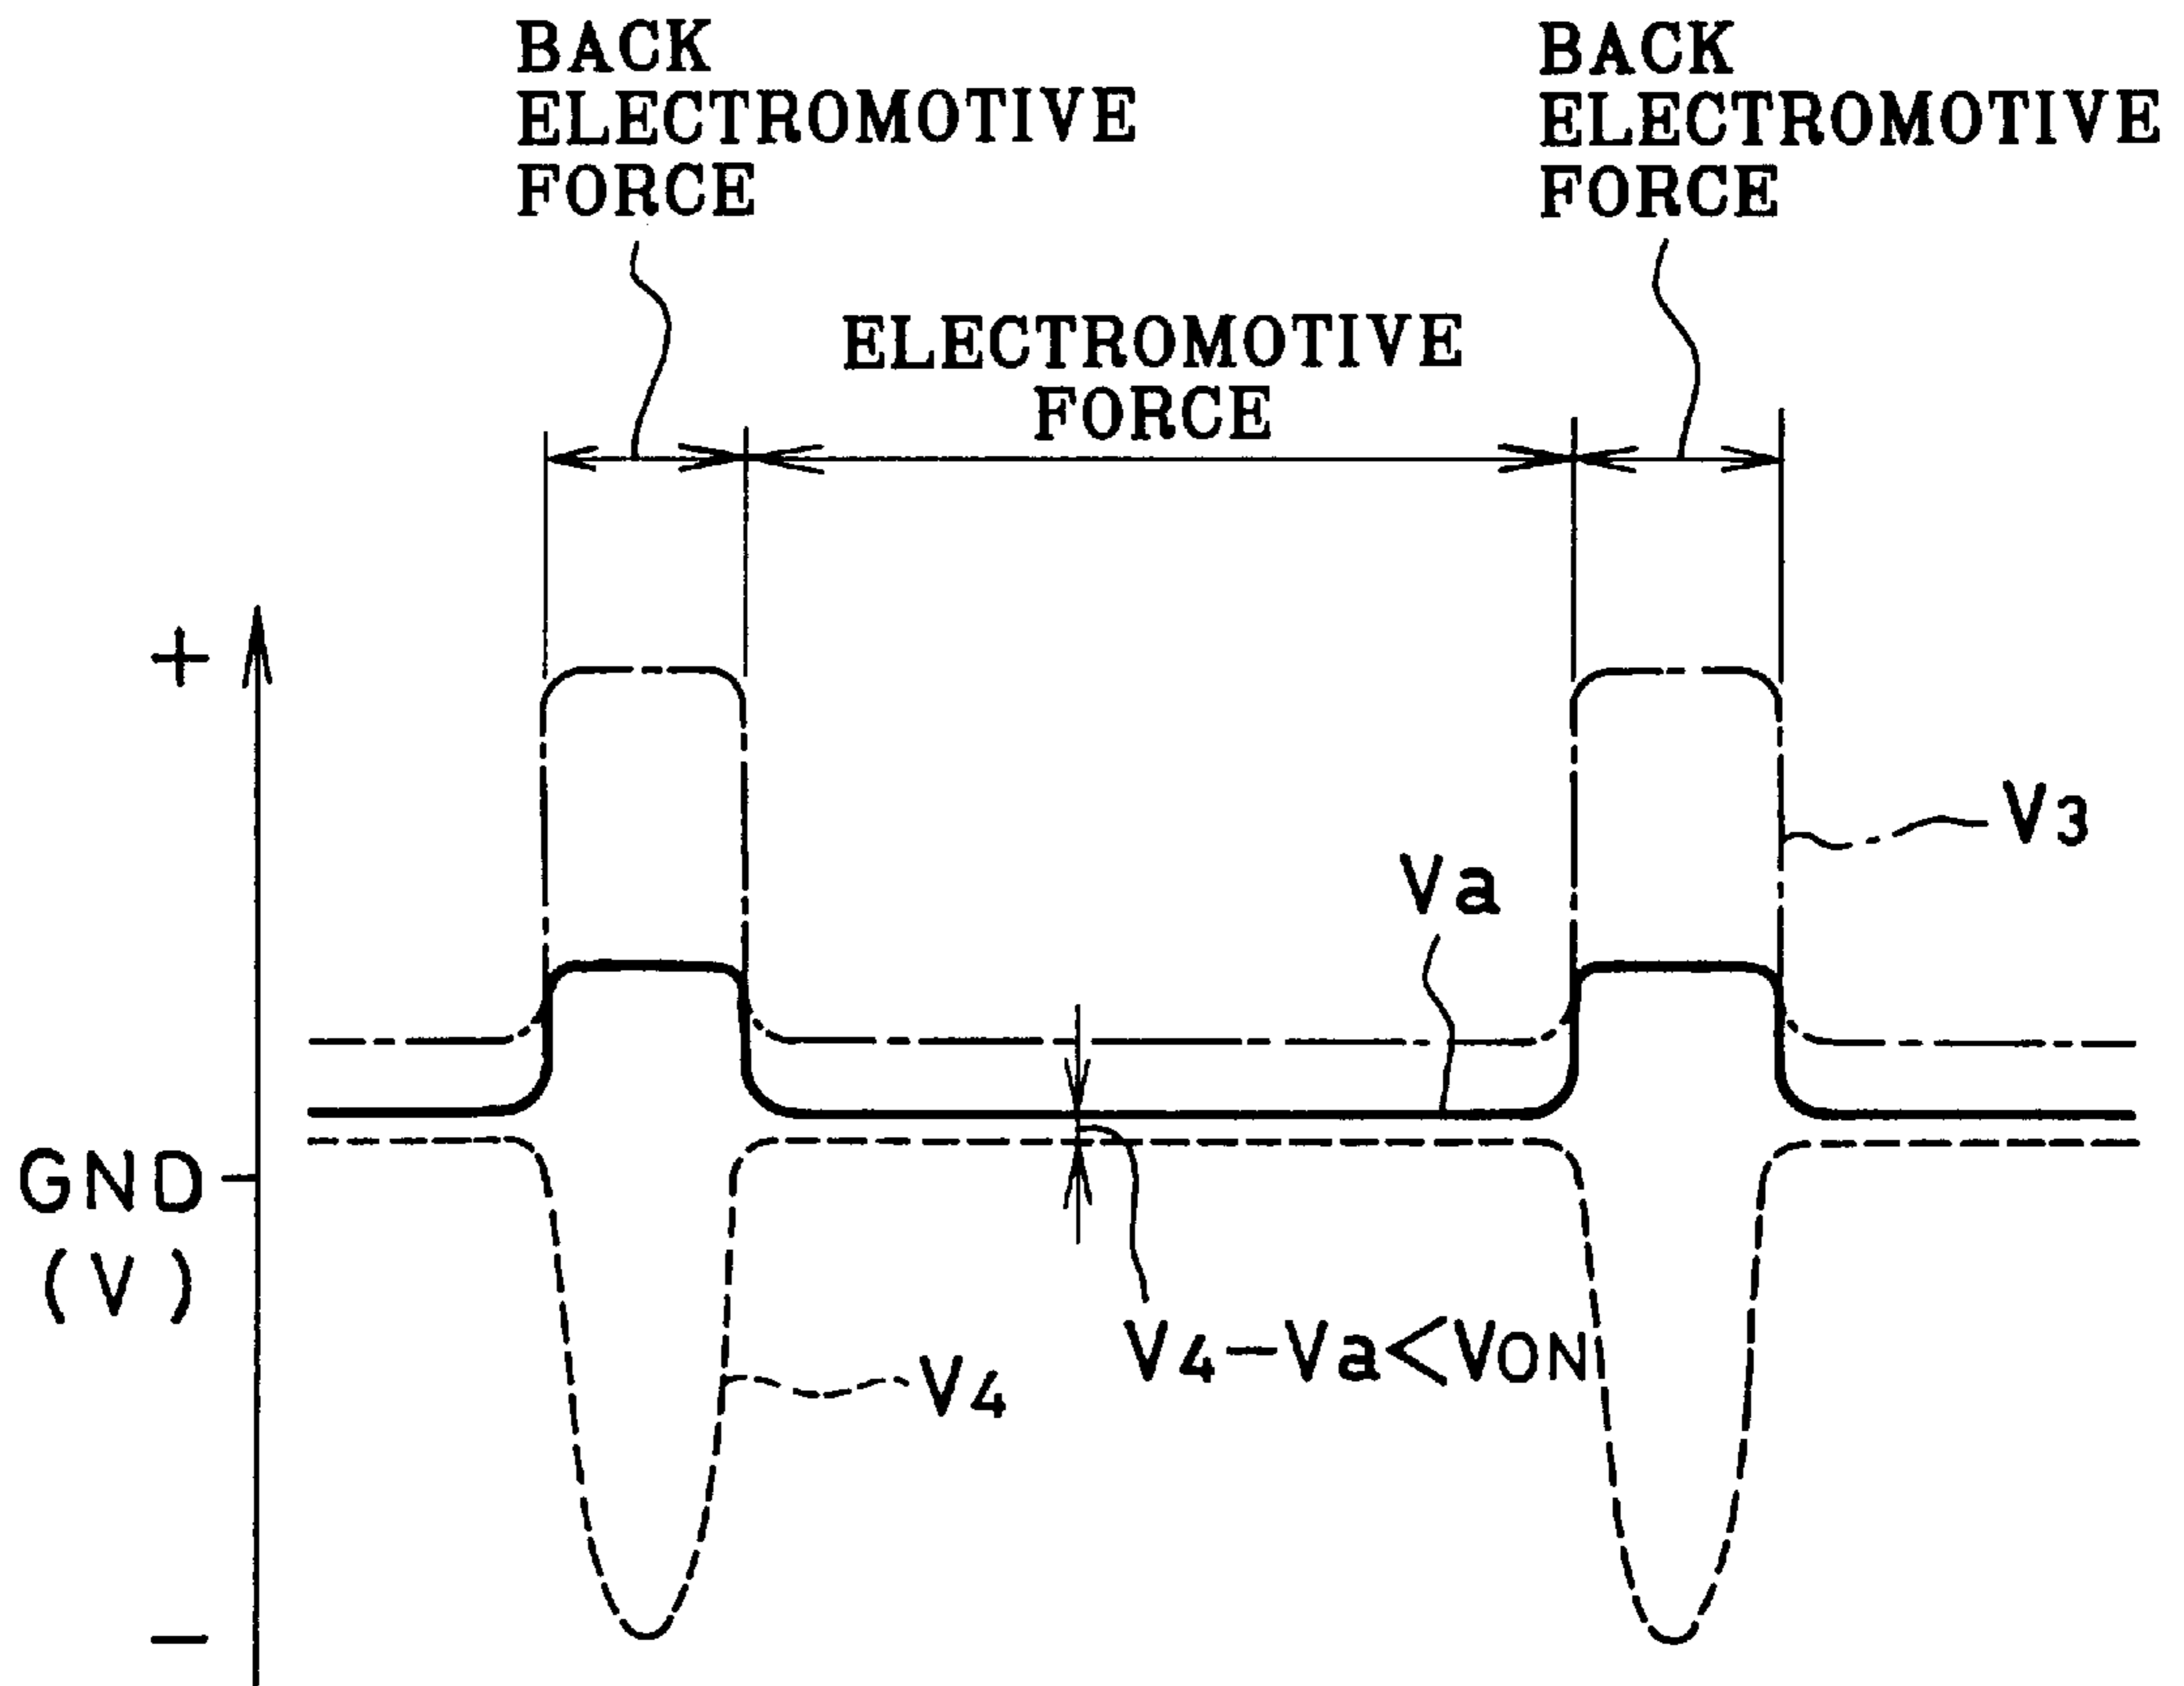 BACK
ELECTROMOTIVE
FORCE
BACK
ELECTROMOTIVE
FORCE
ELECTROMOTIVE
FORCE
+
V3
Va
GND
(V)
V4-Va<VON
V4
-